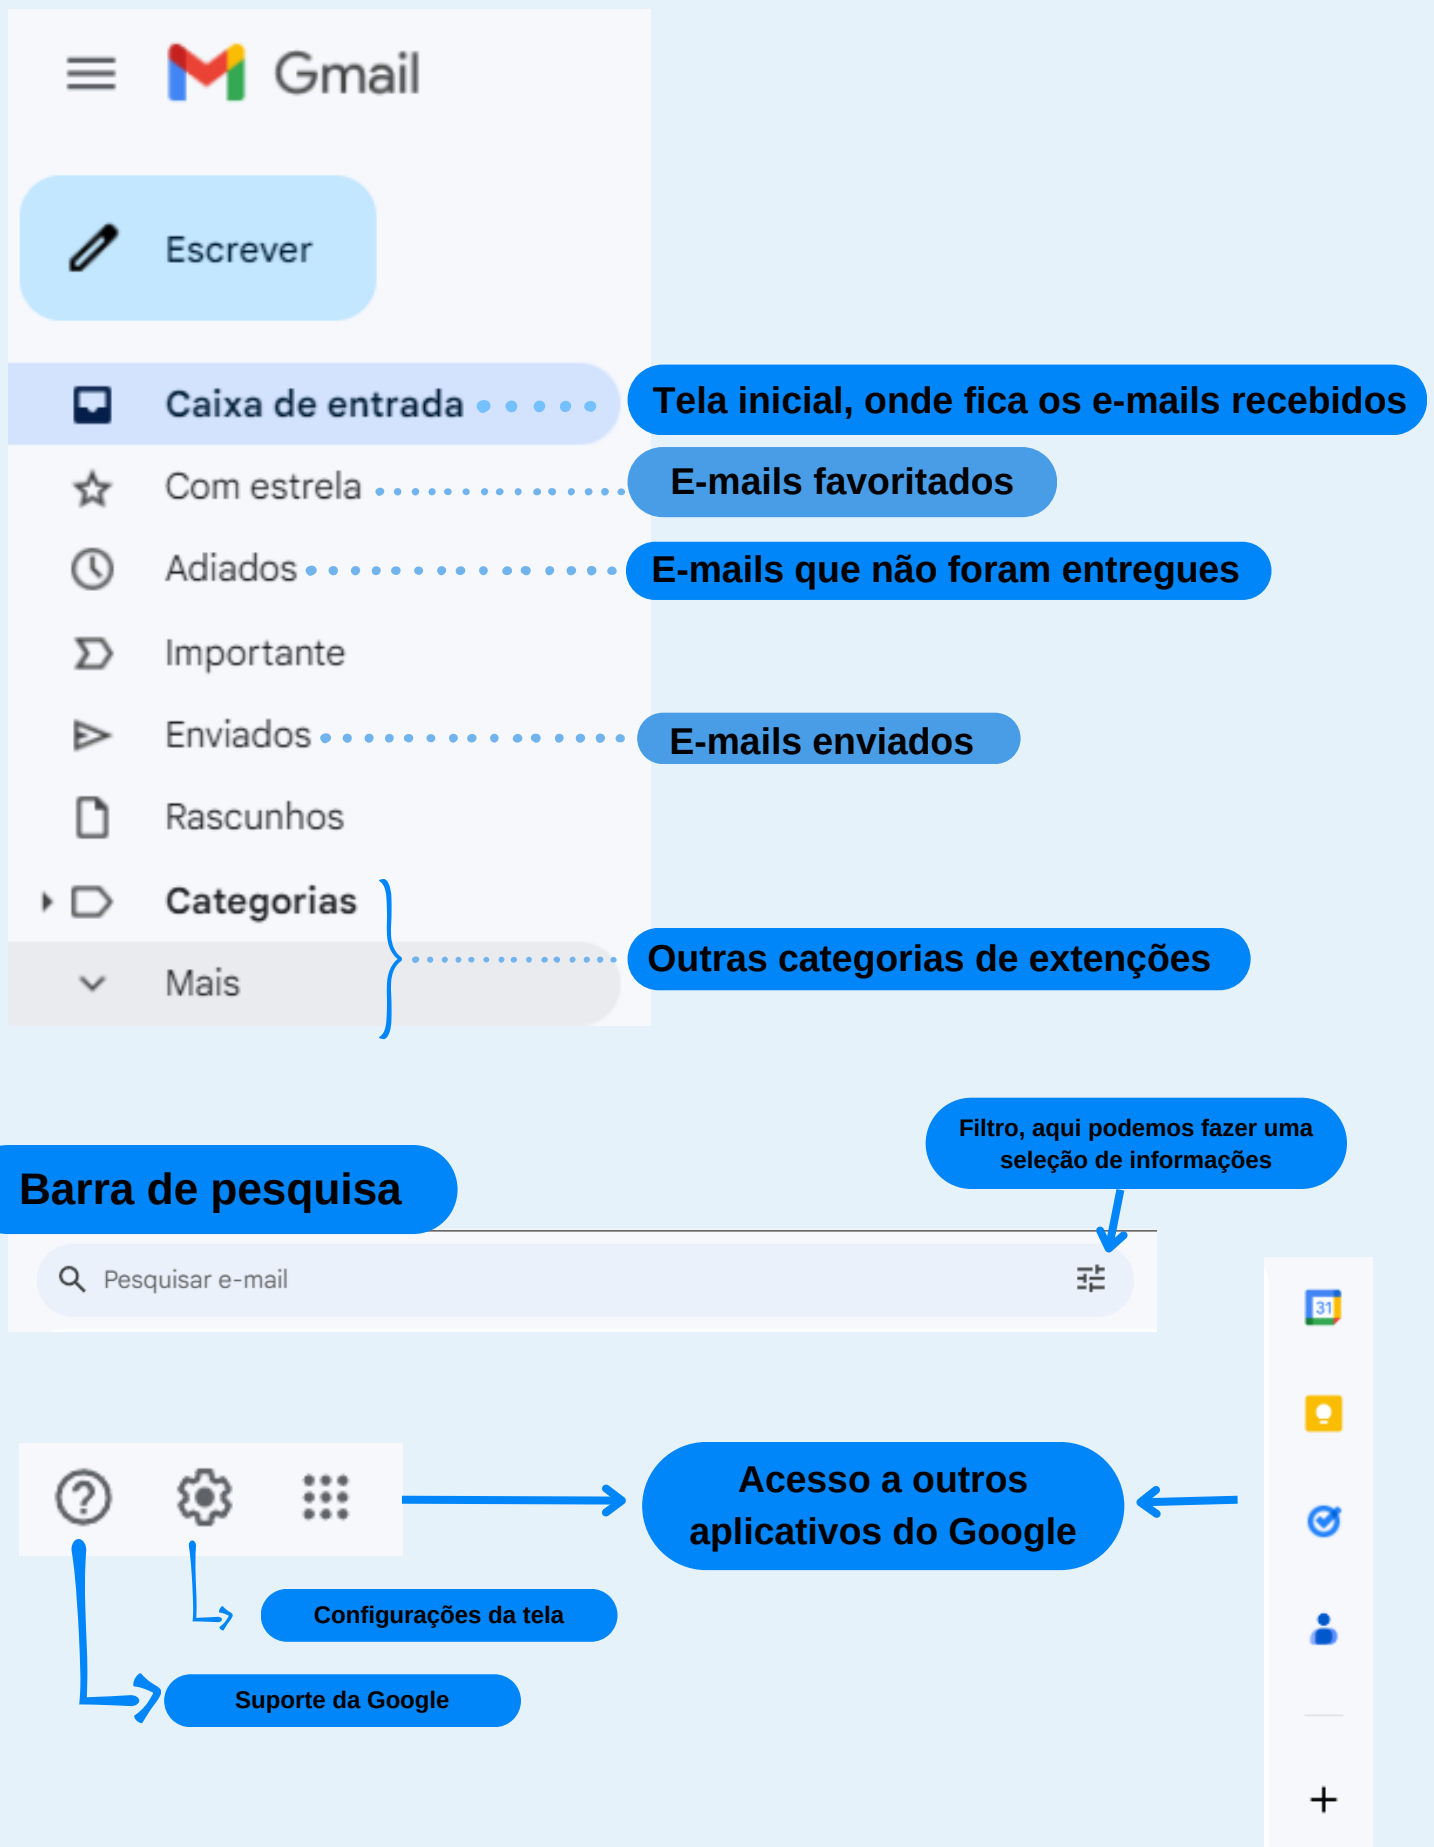 Gmail
Escrever
Caixa de entrada
Tela inicial, onde fica os e-mails recebidos
Com estrela
E-mails favoritados
Adiados
E-mails que não foram entregues
Importante
Enviados
E-mails enviados
Rascunhos
Categorias
Mais
Outras categorias de extenções
Filtro, aqui podemos fazer uma
seleção de informações
Barra de pesquisa
Pesquisar e-mail
31
Acesso a outros
aplicativos do Google
Configurações da tela
Suporte da Google